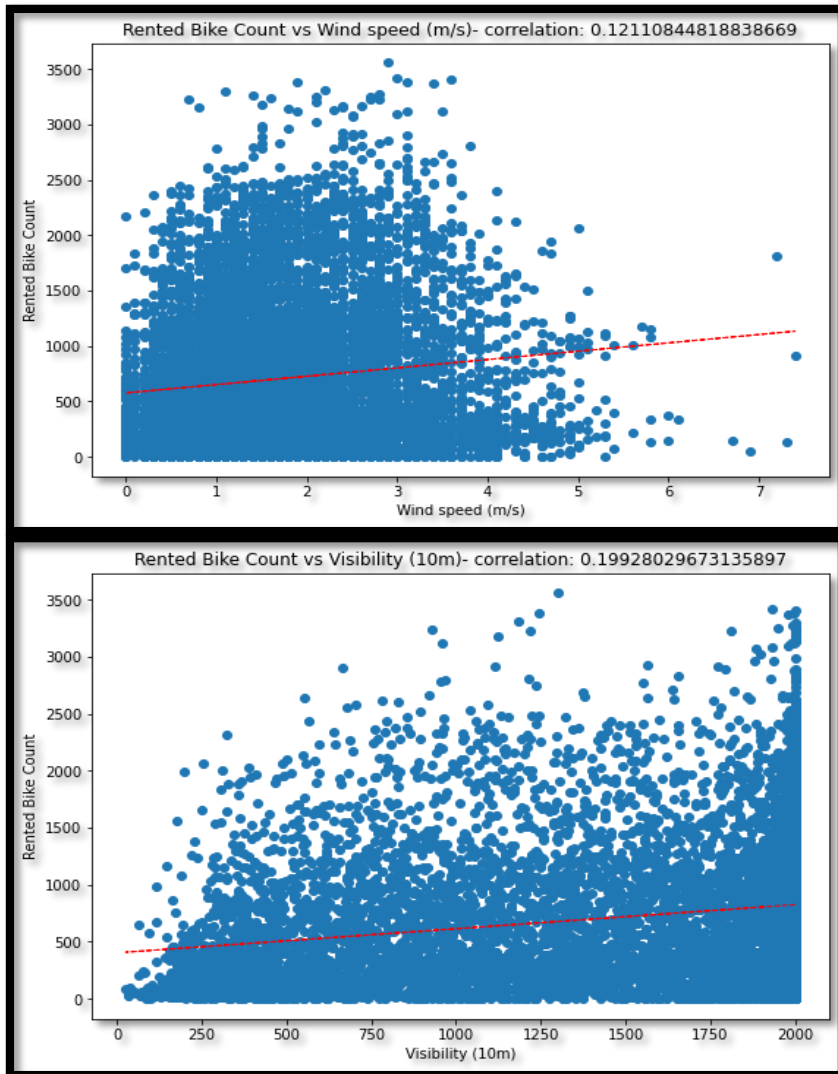 Rented Bike Count vs Wind speed (m/s)- correlation: 0.12110844818838669
3500
3000
2500
2000
1500
1000
500
0
Rented Bike Count
0 1 2 3 4 5 6 7
Wind speed (m/s)
Rented Bike Count vs Visibility (10m)- correlation: 0.19928029673135897
3500
3000
2500
2000
1500
1000
500
0
Rented Bike Count
0 250 500 750 1000 1250 1500 1750 2000
Visibility (10m)